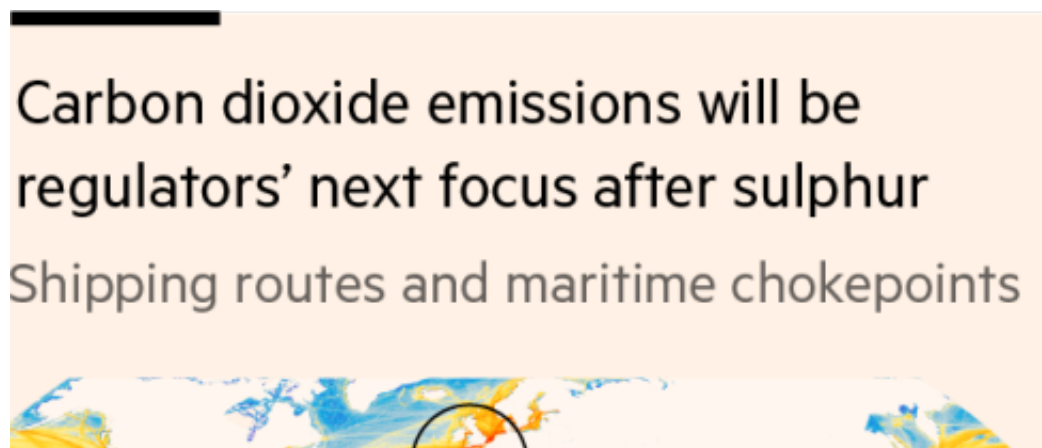 Carbon dioxide emissions will be
regulators’ next focus after sulphur
Shipping routes and maritime chokepoints